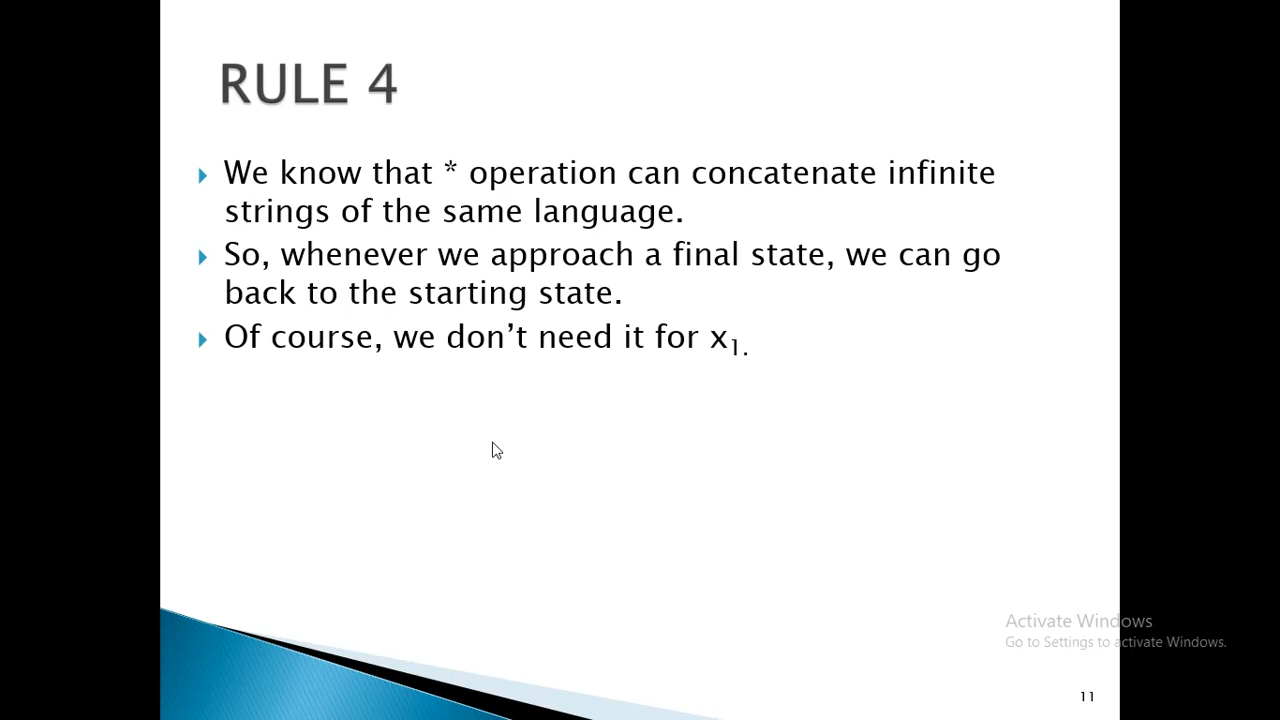 RULE 4
We know that * operation can concatenate infinite
strings of the same language.
So, whenever we approach a final state, we can go
back to the starting state.
Of course, we don’t need it for x₁.
Activate Windows
Go to Settings to activate Windows.
11